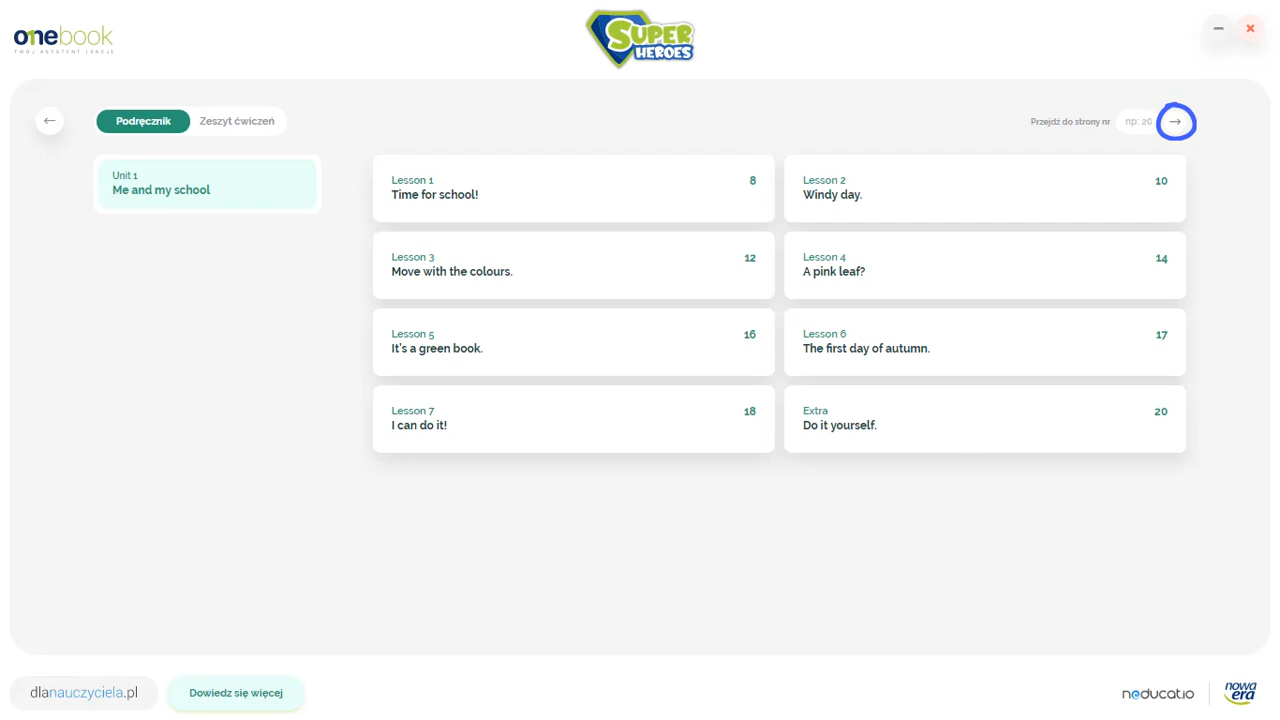 onebook
TWÓJ ASYSTENT LEKCJI
SUPER
HEROES
Podręcznik
Zeszyt ćwiczeń
Przejdź do strony nr
np: 20
Unit 1
Me and my school
Lesson 1
Time for school!
8
Lesson 2
Windy day.
10
Lesson 3
Move with the colours.
12
Lesson 4
A pink leaf?
14
Lesson 5
It's a green book.
16
Lesson 6
The first day of autumn.
17
Lesson 7
I can do it!
18
Extra
Do it yourself.
20
dlanauczyciela.pl
Dowiedz się więcej
neducatio
nowa
era